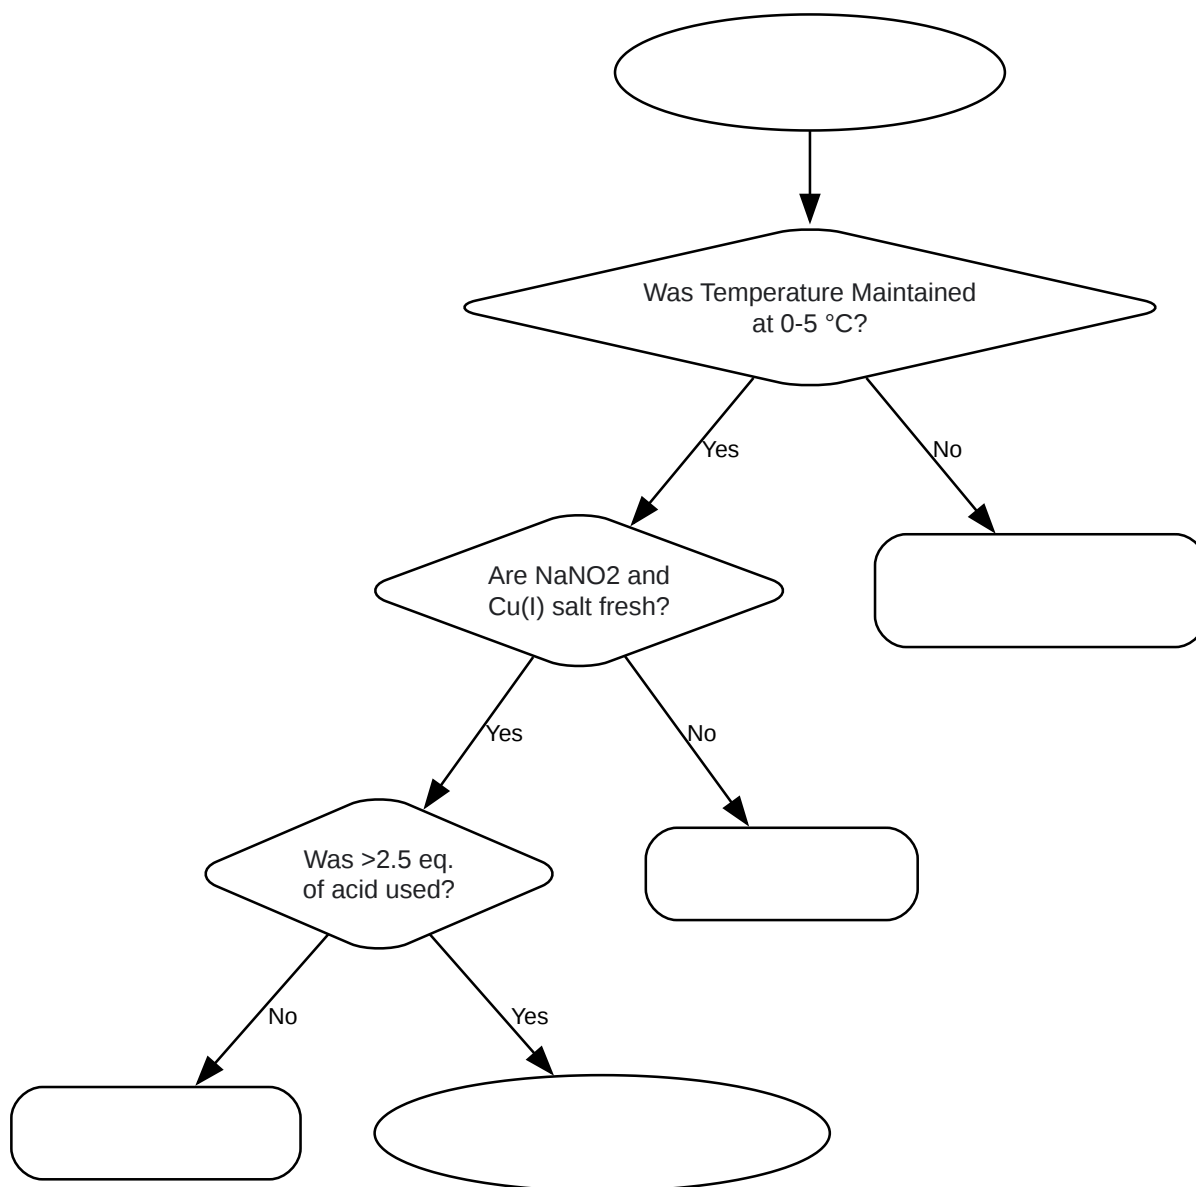 Was Temperature Maintained
at 0-5 °C?
Yes
No
Are NaNO2 and
Cu(I) salt fresh?
Yes
No
Was >2.5 eq.
of acid used?
No
Yes